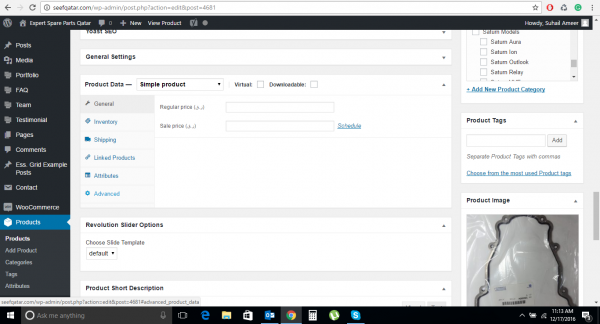 seefqatar.com/wp-admin/post.php?action=edit&post=4681
Expert Spare Parts Qatar
0
New
View Product
Howdy, Suhail Ameer
Posts
Media
Portfolio
FAQ
Team
Testimonial
Pages
Comments
Ess. Grid Example
Posts
Contact
WooCommerce
Products
Products
Add Product
Categories
Tags
Attributes
Yoast SEO
General Settings
Product Data — Simple product
Virtual:
Downloadable:
General
Inventory
Shipping
Linked Products
Attributes
Advanced
Regular price (ر.ق)
Sale price (ر.ق)
Schedule
Revolution Slider Options
Choose Slide Template
default
Product Short Description
Saturn Models
Saturn Aura
Saturn Ion
Saturn Outlook
Saturn Relay
+ Add New Product Category
Product Tags
Add
Separate Product Tags with commas
Choose from the most used Product tags
Product Image
seefqatar.com/wp-admin/post.php?action=edit&post=4681#advanced_product_data
Ask me anything
11:13 AM
12/17/2016